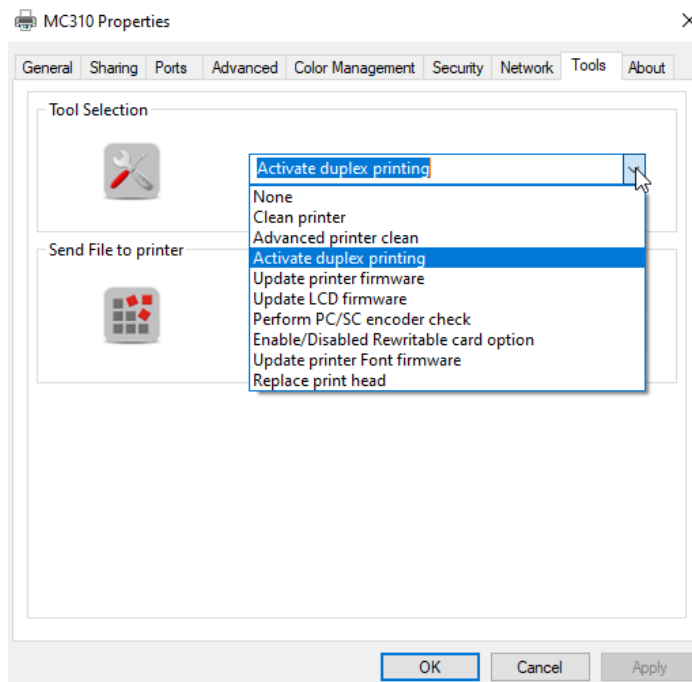 MC310 Properties
General Sharing Ports Advanced Color Management Security Network Tools About
Tool Selection
Activate duplex printing
None
Clean printer
Advanced printer clean
Activate duplex printing
Update printer firmware
Update LCD firmware
Perform PC/SC encoder check
Enable/Disabled Rewritable card option
Update printer Font firmware
Replace print head
Send File to printer
OK Cancel Apply